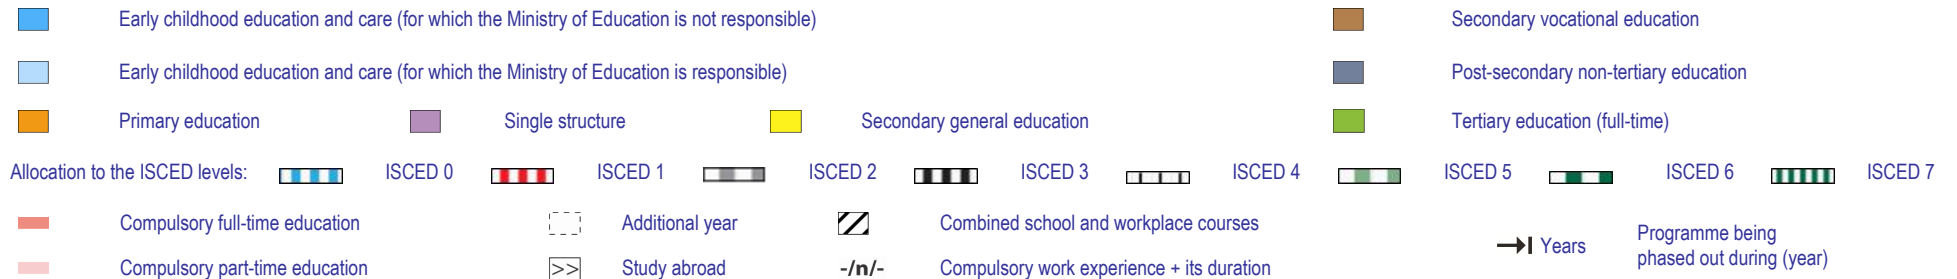 Early childhood education and care (for which the Ministry of Education is not responsible)
Secondary vocational education
Early childhood education and care (for which the Ministry of Education is responsible)
Post-secondary non-tertiary education
Primary education
Single structure
Secondary general education
Tertiary education (full-time)
Allocation to the ISCED levels:
ISCED 0
ISCED 1
ISCED 2
ISCED 3
ISCED 4
ISCED 5
ISCED 6
ISCED 7
Compulsory full-time education
Additional year
Combined school and workplace courses
Years
Programme being
phased out during (year)
Compulsory part-time education
>>
Study abroad
-/n/-
Compulsory work experience + its duration